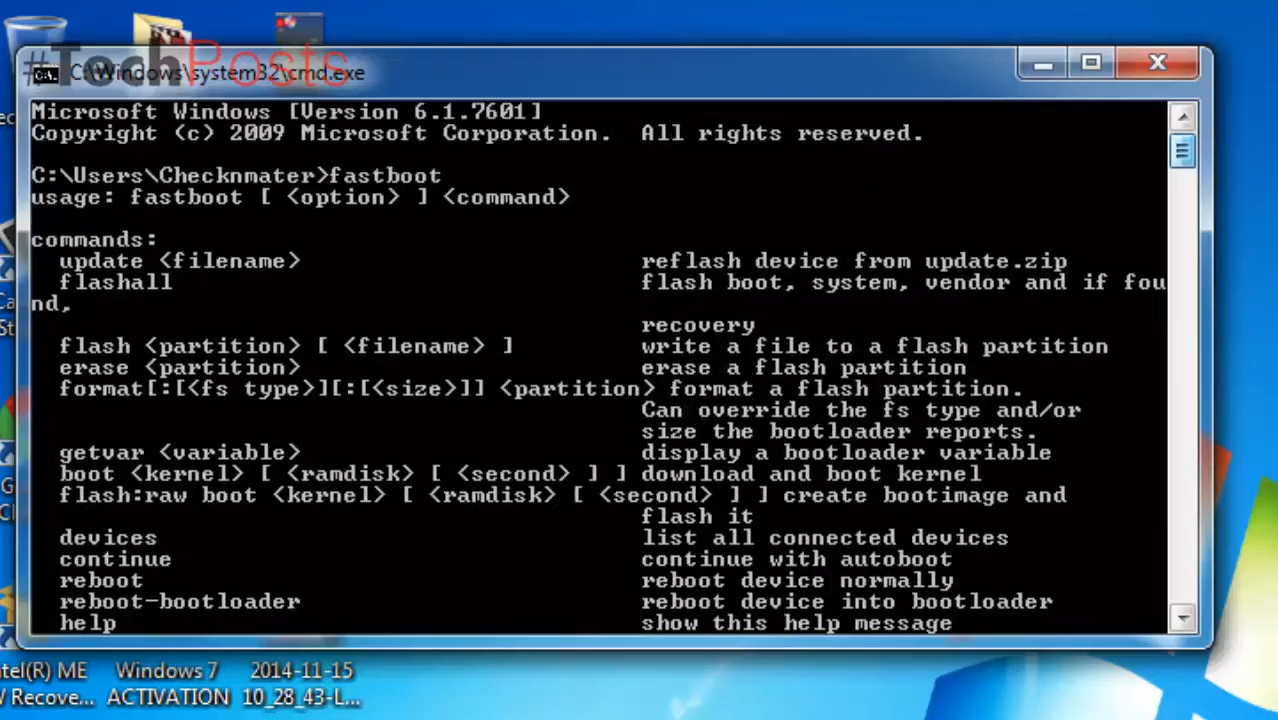 #TechPosts
C:\Windows\system32\cmd.exe
Microsoft Windows [Version 6.1.7601]
Copyright (c) 2009 Microsoft Corporation.  All rights reserved.
C:\Users\Checknmater>fastboot
usage: fastboot [ <option> ] <command>
commands:
update <filename> reflash device from update.zip
flashall flash boot, system, vendor and if fou
nd,
recovery
flash <partition> [ <filename> ] write a file to a flash partition
erase <partition> erase a flash partition
format[:[<fs type>][:[<size>]] <partition> format a flash partition.
Can override the fs type and/or
size the bootloader reports.
getvar <variable> display a bootloader variable
boot <kernel> [ <ramdisk> [ <second> ] ] download and boot kernel
flash:raw boot <kernel> [ <ramdisk> [ <second> ] ] create bootimage and
flash it
devices list all connected devices
continue continue with autoboot
reboot reboot device normally
reboot-bootloader reboot device into bootloader
help show this help message
ntel(R) ME Windows 7 2014-11-15
Recove... ACTIVATION 10_28_43-L...